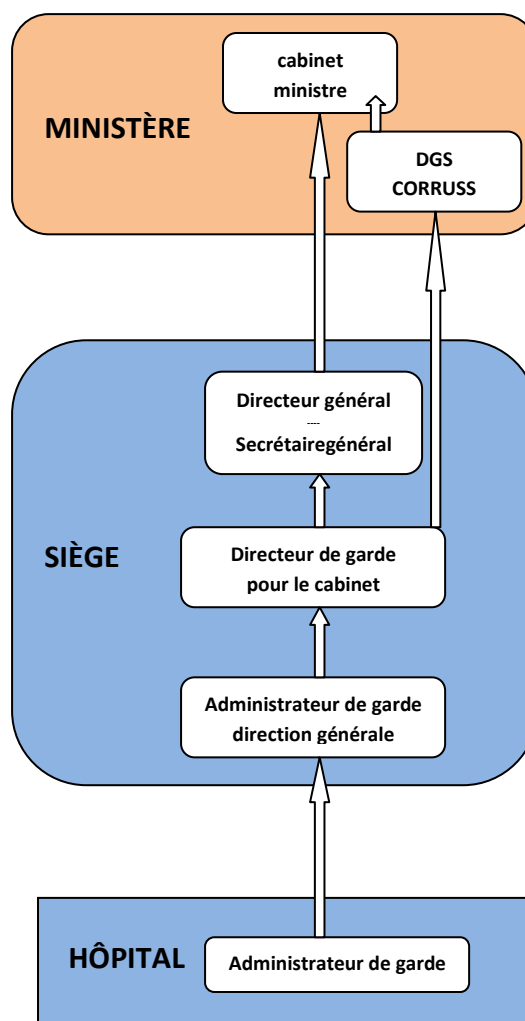 cabinet
ministre
MINISTÈRE
DGS
CORRUSS
Directeur général
----
Secrétairegénéral
SIÈGE
Directeur de garde
pour le cabinet
Administrateur de garde
direction générale
HÔPITAL
Administrateur de garde